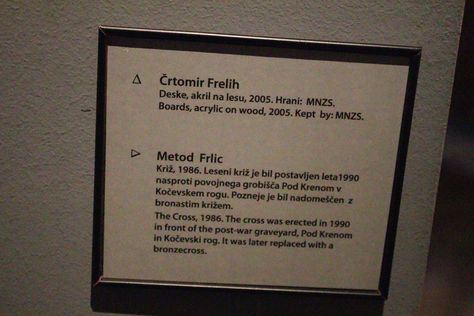 Δ Črtomir Frelih
Deske, akril na lesu, 2005. Hrani: MNZS.
Boards, acrylic on wood, 2005. Kept by: MNZS.
▷ Metod Frlic
Križ, 1986. Leseni križ je bil postavljen leta1990
nasproti povojnega grobišča Pod Krenom v
Kočevskem rogu. Pozneje je bil nadomeščen z
bronastim križem.
The Cross, 1986. The cross was erected in 1990
in front of the post-war graveyard, Pod Krenom
in Kočevski rog. It was later replaced with a
bronzecross.